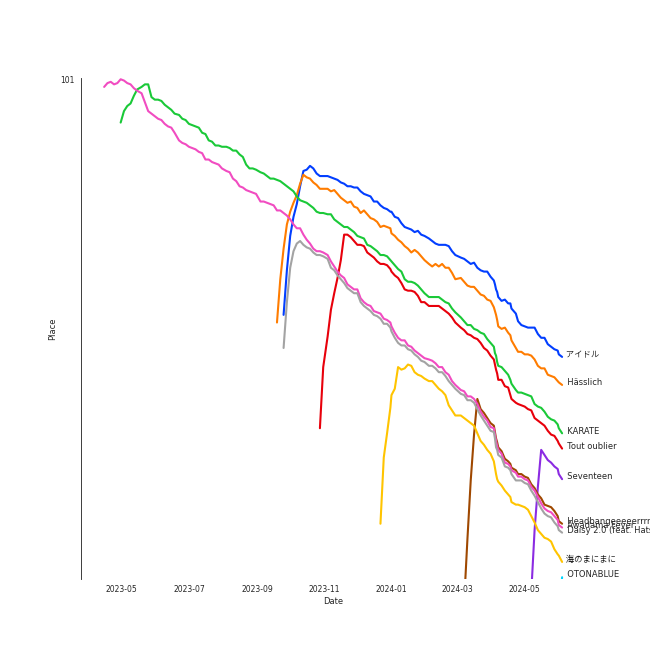 101
アイドル
Hässlich
KARATE
Tout oublier
Seventeen
Headbangeeeeerrrr
Daisy 2.0 (feat. Hats
海のまにまに
OTONABLUE
Place
2023-05 2023-07 2023-09 2023-11 2024-01 2024-03 2024-05
Date